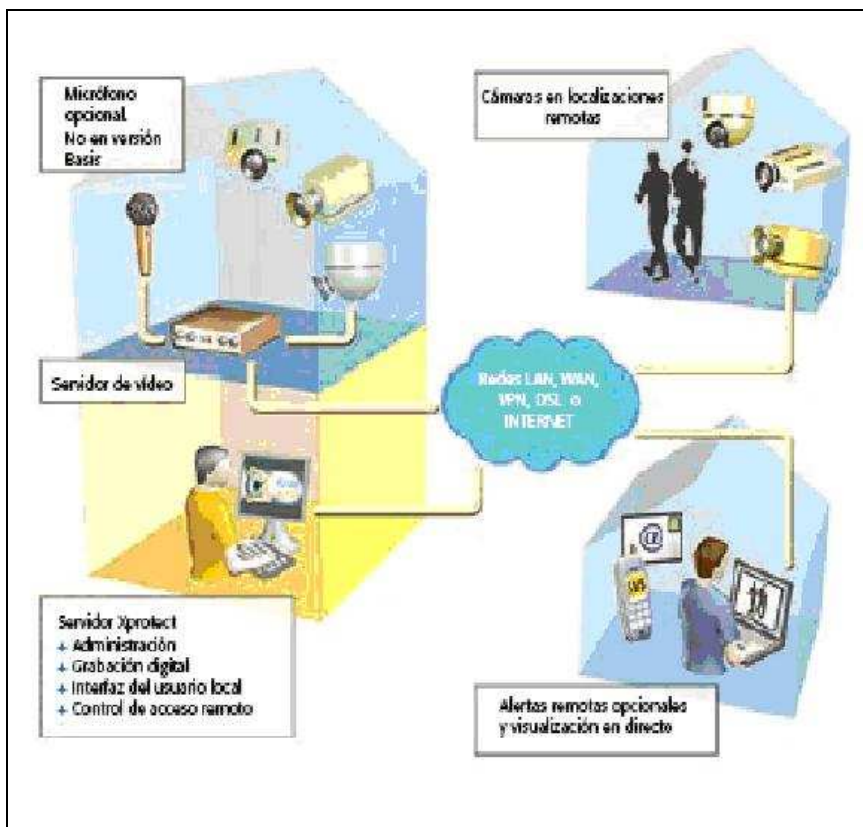 Micrófono
opcional.
No en versión
Basis
Servidor de vídeo
Servidor Xprotect
+ Administración
+ Grabación digital
+ Interfaz del usuario local
+ Control de acceso remoto
Cámaras en localizaciones
remotas
Redes LAN, WAN,
VPN, DSL o
INTERNET
@
Alertas remotas opcionales
y visualización en directo